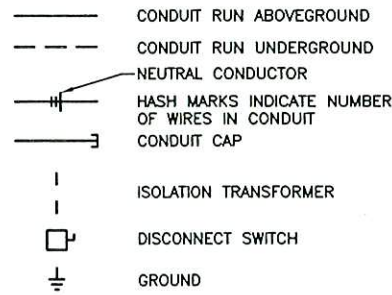 CONDUIT RUN ABOVEGROUND
CONDUIT RUN UNDERGROUND
NEUTRAL CONDUCTOR
HASH MARKS INDICATE NUMBER
OF WIRES IN CONDUIT
CONDUIT CAP
ISOLATION TRANSFORMER
DISCONNECT SWITCH
GROUND